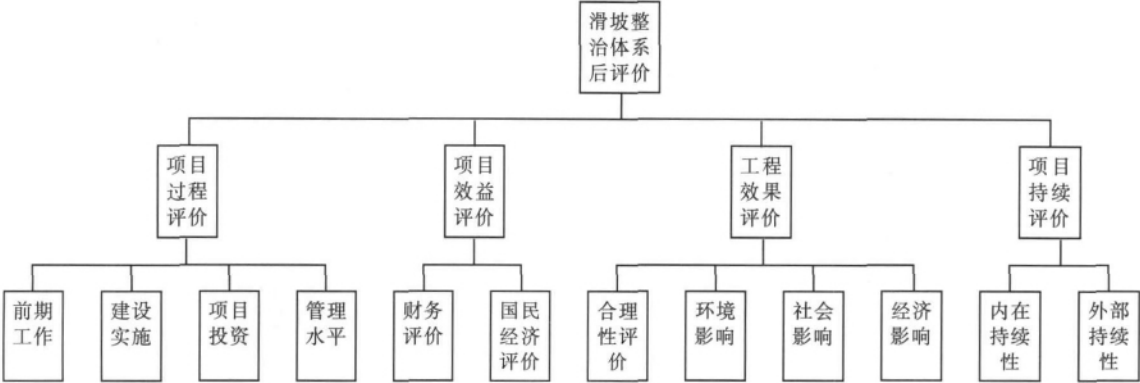 滑坡整
治体系
后评价
项目
过程
评价
项目
效益
评价
工程
效果
评价
项目
持续
评价
前期
工作
建设
实施
项目
投资
管理
水平
财务
评价
国民
经济
评价
合理
性评
价
环境
影响
社会
影响
经济
影响
内在
持续
性
外部
持续
性